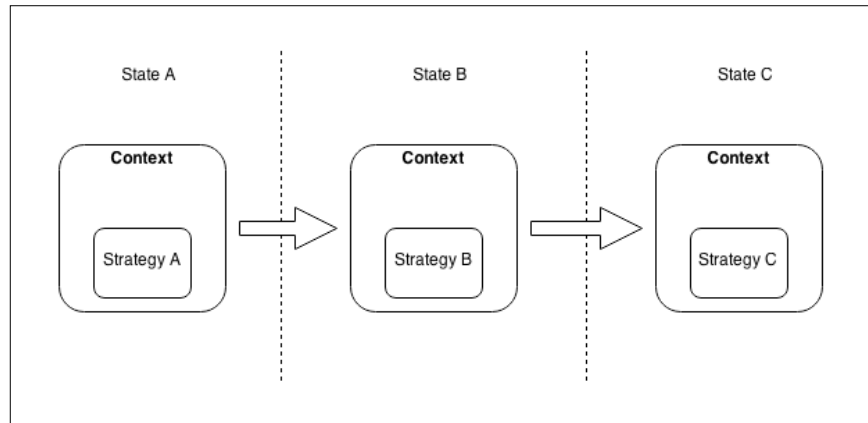 State A
State B
State C
Context
Context
Context
Strategy A
Strategy B
Strategy C